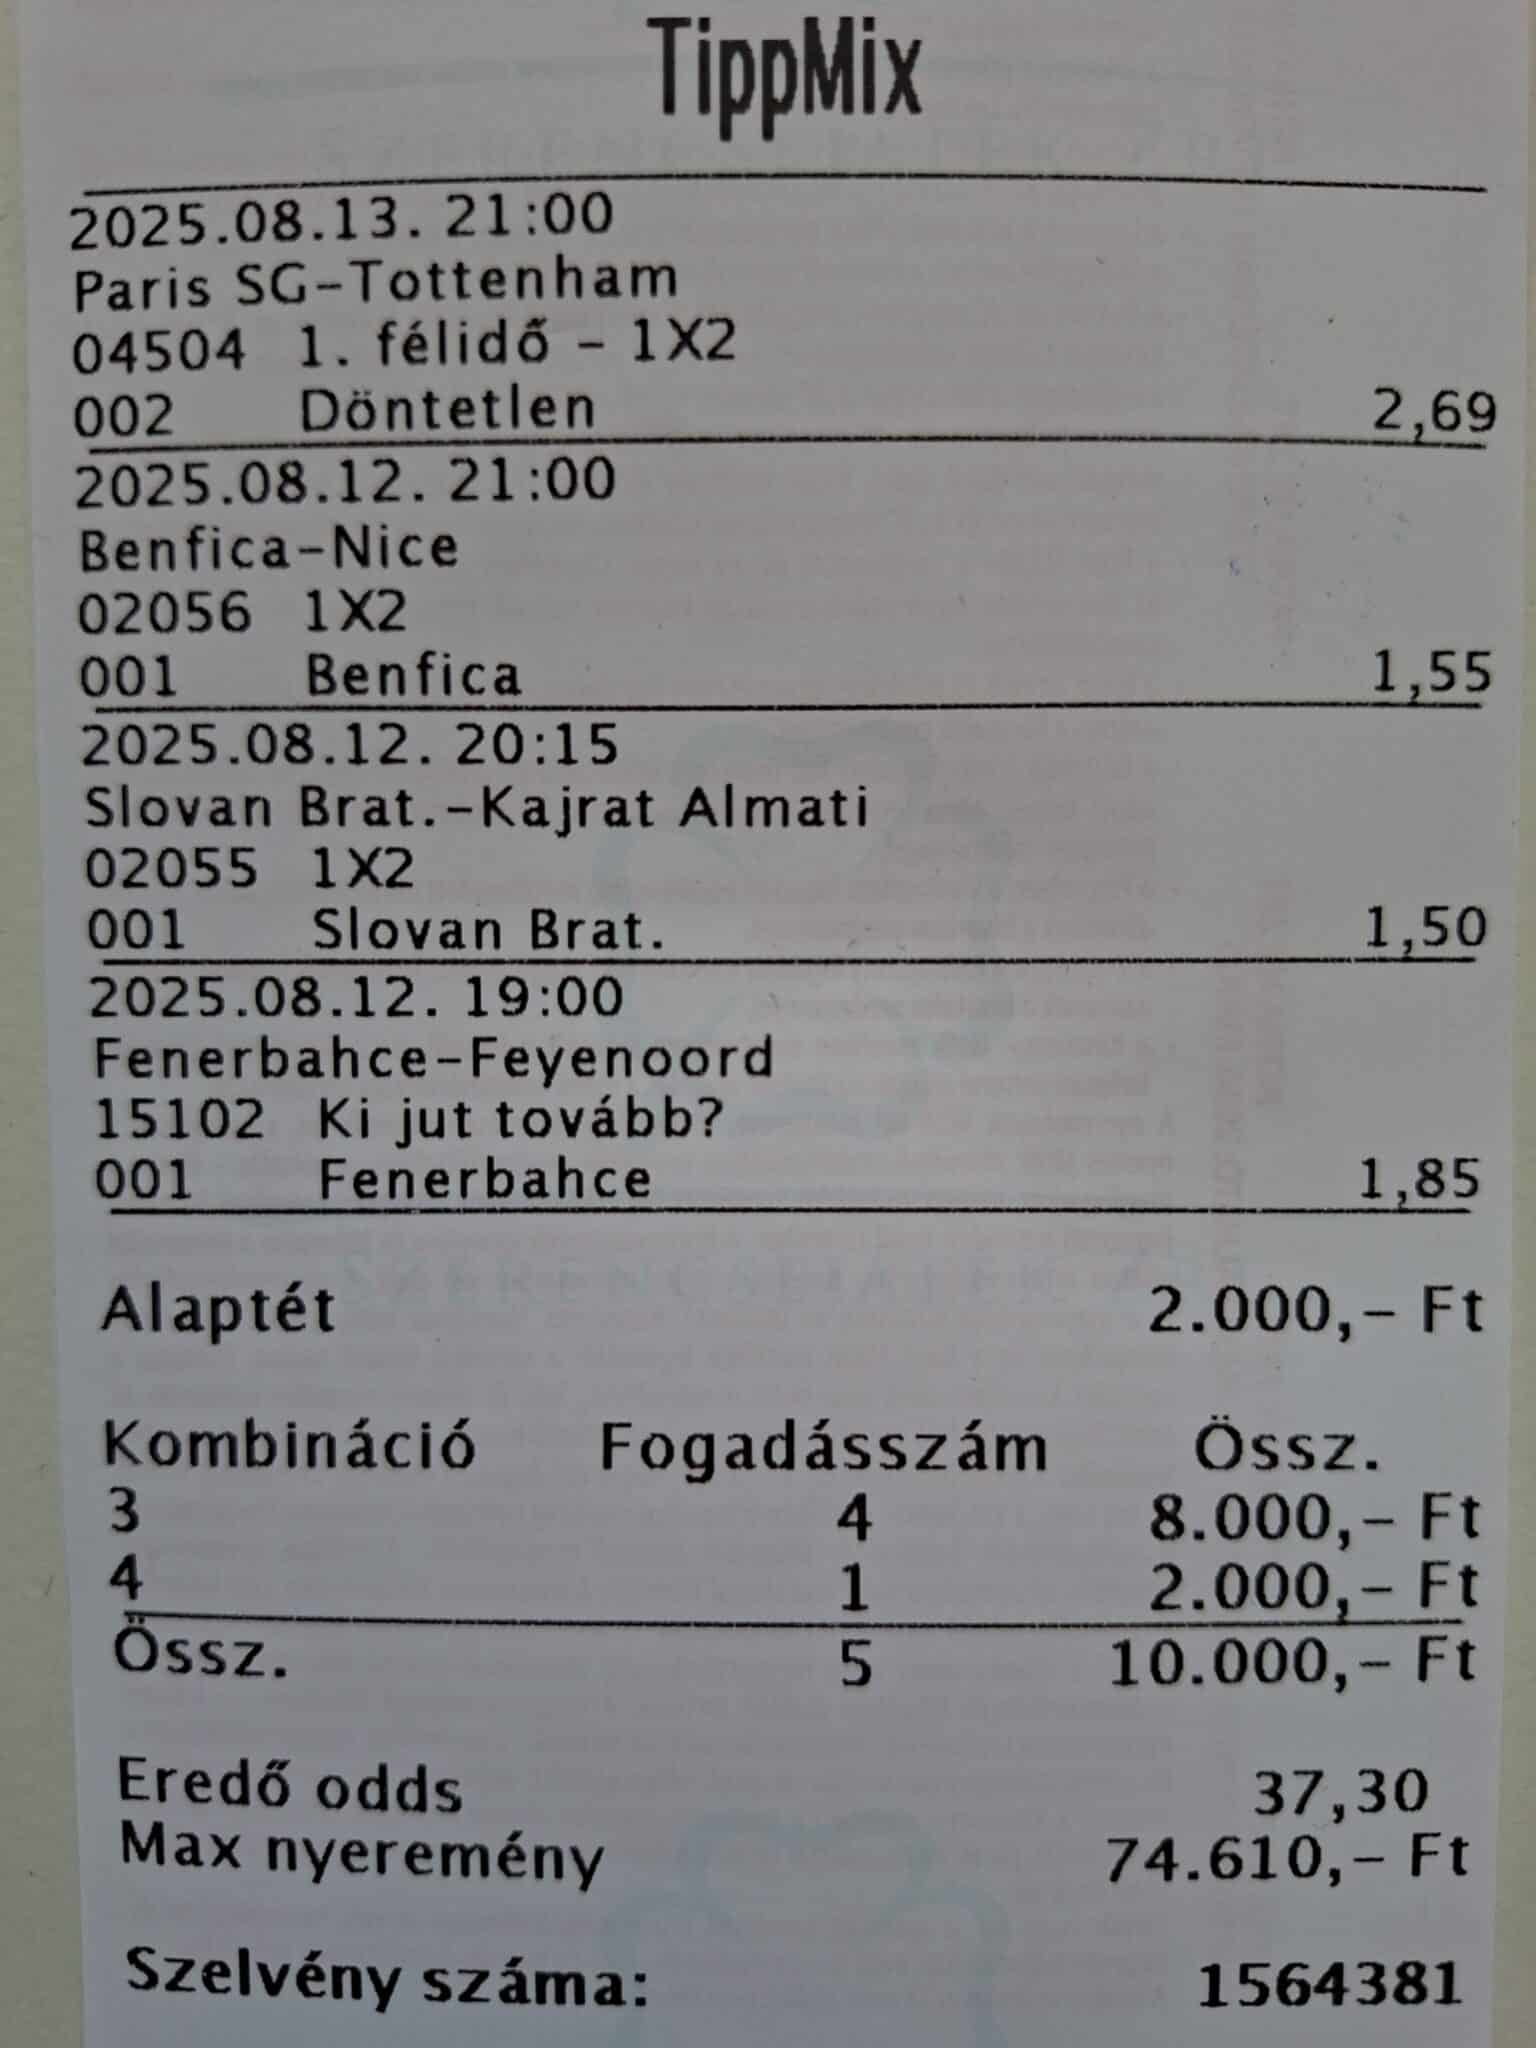 TippMix
2025.08.13. 21:00
Paris SG-Tottenham
04504 1. félidő - 1X2
002 Döntetlen 2,69
2025.08.12. 21:00
Benfica-Nice
02056 1X2
001 Benfica 1,55
2025.08.12. 20:15
Slovan Brat.-Kajrat Almati
02055 1X2
001 Slovan Brat. 1,50
2025.08.12. 19:00
Fenerbahce-Feyenoord
15102 Ki jut tovább?
001 Fenerbahce 1,85
Alaptét 2.000,- Ft
Kombináció Fogadásszám Össz.
3 4 8.000,- Ft
4 1 2.000,- Ft
Össz. 5 10.000,- Ft
Eredő odds 37,30
Max nyeremény 74.610,- Ft
Szelvény száma: 1564381